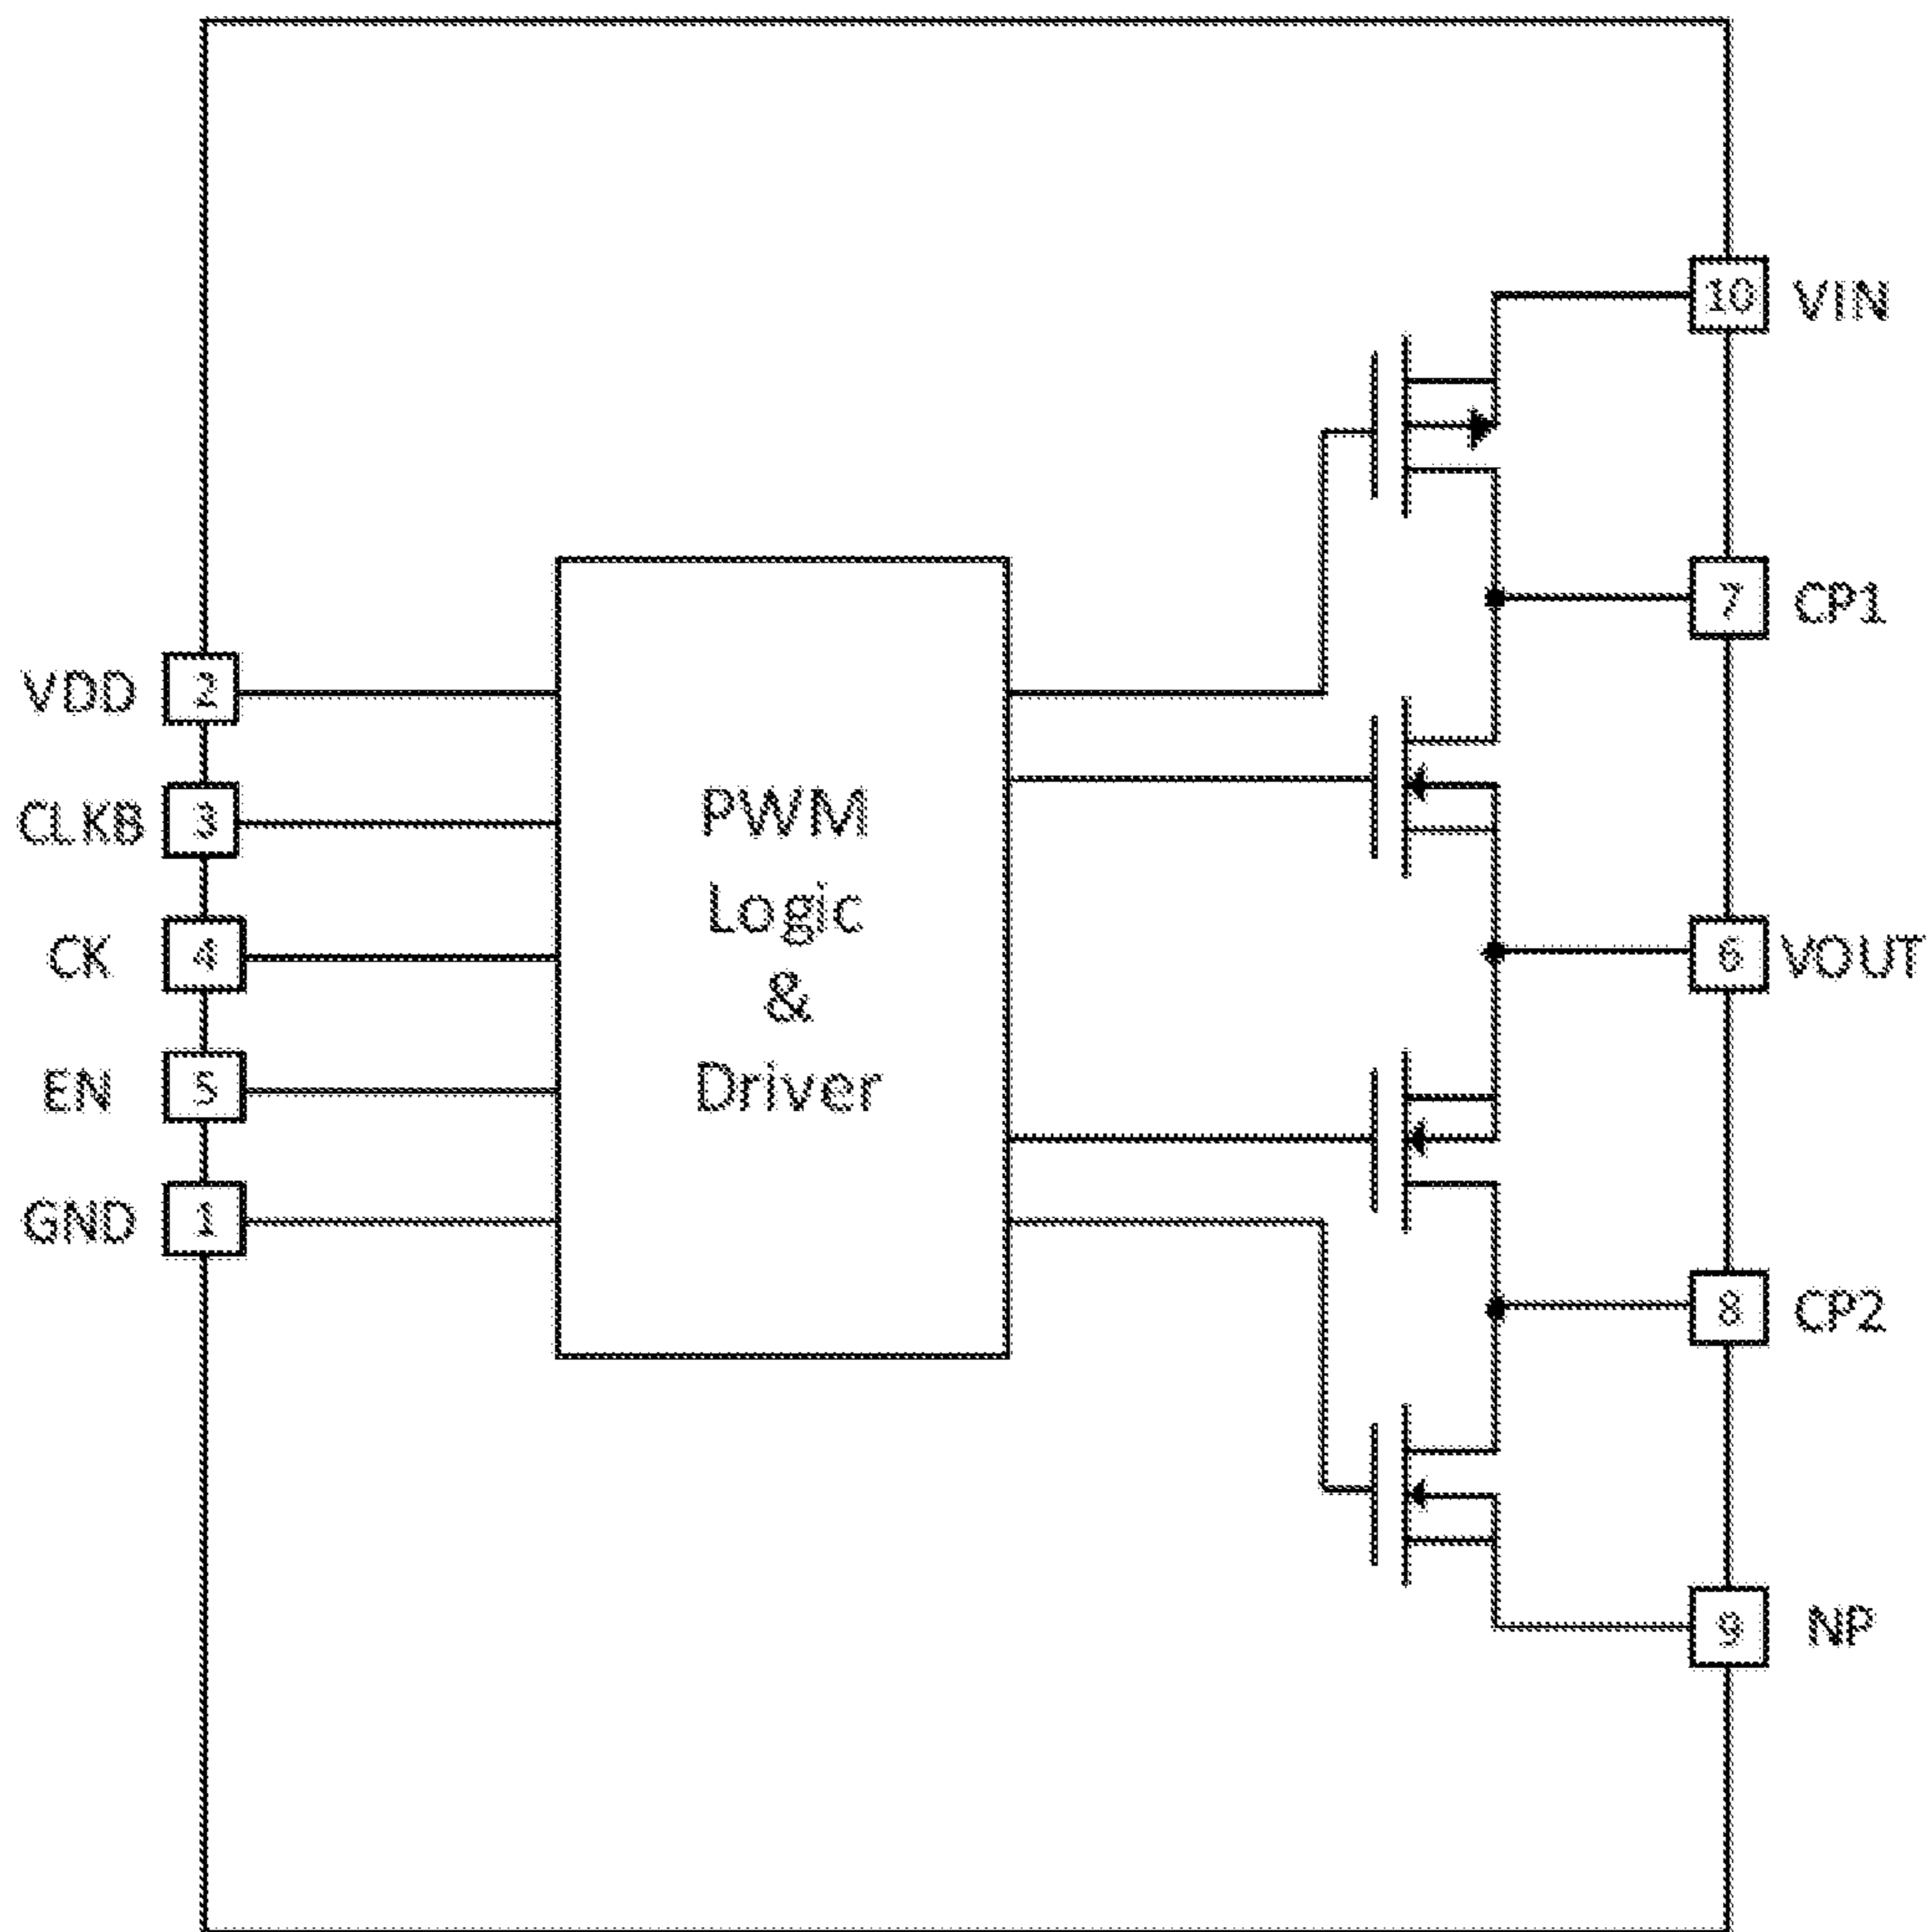 10 VIN
7 CP1
VDD 2
CLKB 3
PWM
Logic
&
Driver
CK 4
6 VOUT
EN 5
GND 1
8 CP2
9 NP